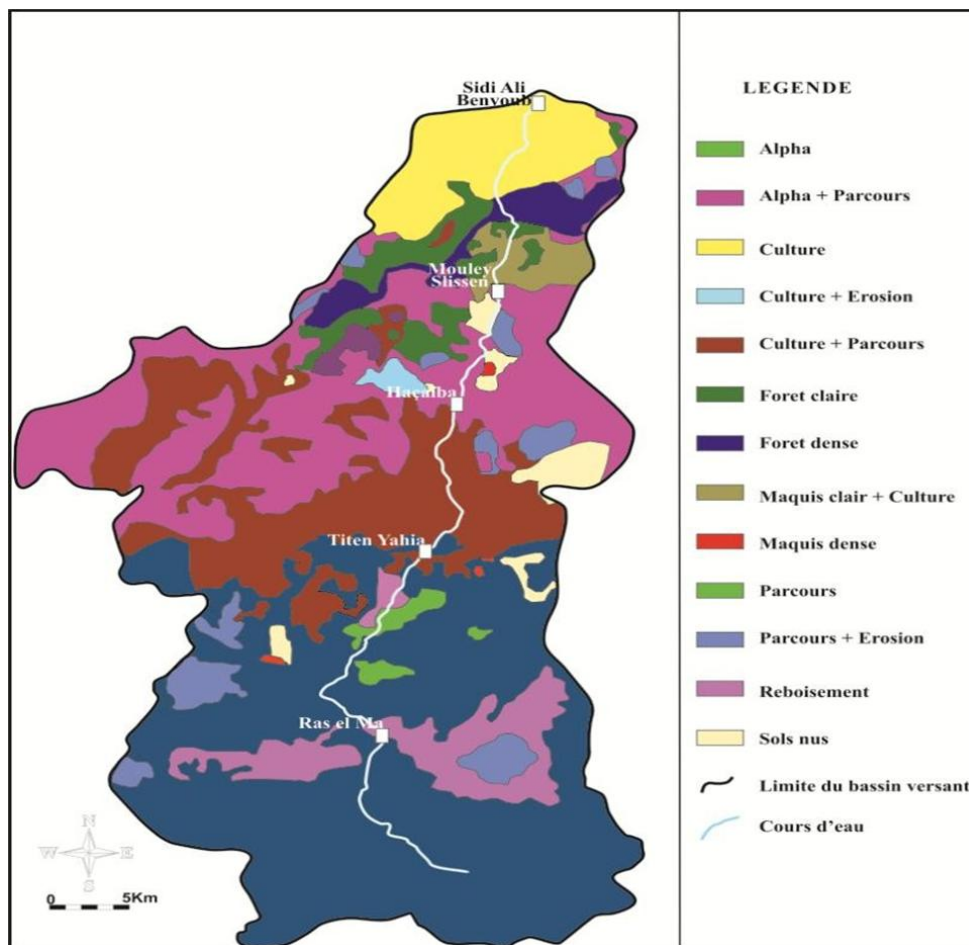 Sidi Ali
Benyoub
Mouley
Slissen
Haçaiba
Titen Yahia
Ras el Ma
N
W E
S
0 5Km
LEGENDE
Alpha
Alpha + Parcours
Culture
Culture + Erosion
Culture + Parcours
Foret claire
Foret dense
Maquis clair + Culture
Maquis dense
Parcours
Parcours + Erosion
Reboisement
Sols nus
Limite du bassin versant
Cours d'eau